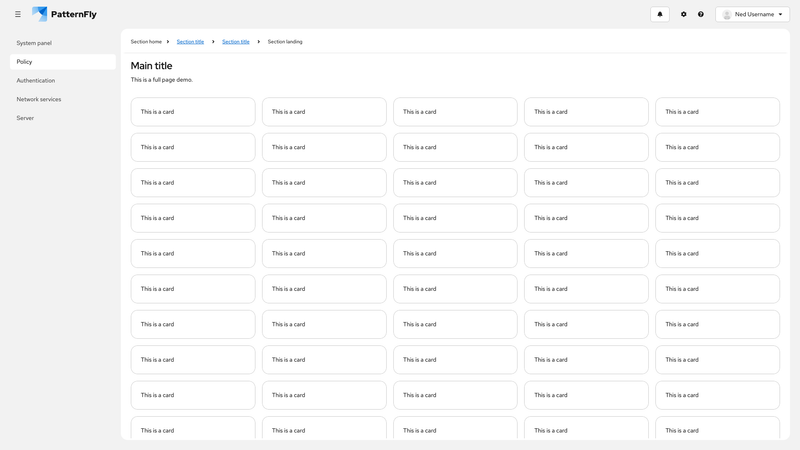 PatternFly
Ned Username
System panel
Policy
Authentication
Network services
Server
Section home Section title Section title Section landing
Main title
This is a full page demo.
This is a card This is a card This is a card This is a card This is a card
This is a card This is a card This is a card This is a card This is a card
This is a card This is a card This is a card This is a card This is a card
This is a card This is a card This is a card This is a card This is a card
This is a card This is a card This is a card This is a card This is a card
This is a card This is a card This is a card This is a card This is a card
This is a card This is a card This is a card This is a card This is a card
This is a card This is a card This is a card This is a card This is a card
This is a card This is a card This is a card This is a card This is a card
This is a card This is a card This is a card This is a card This is a card